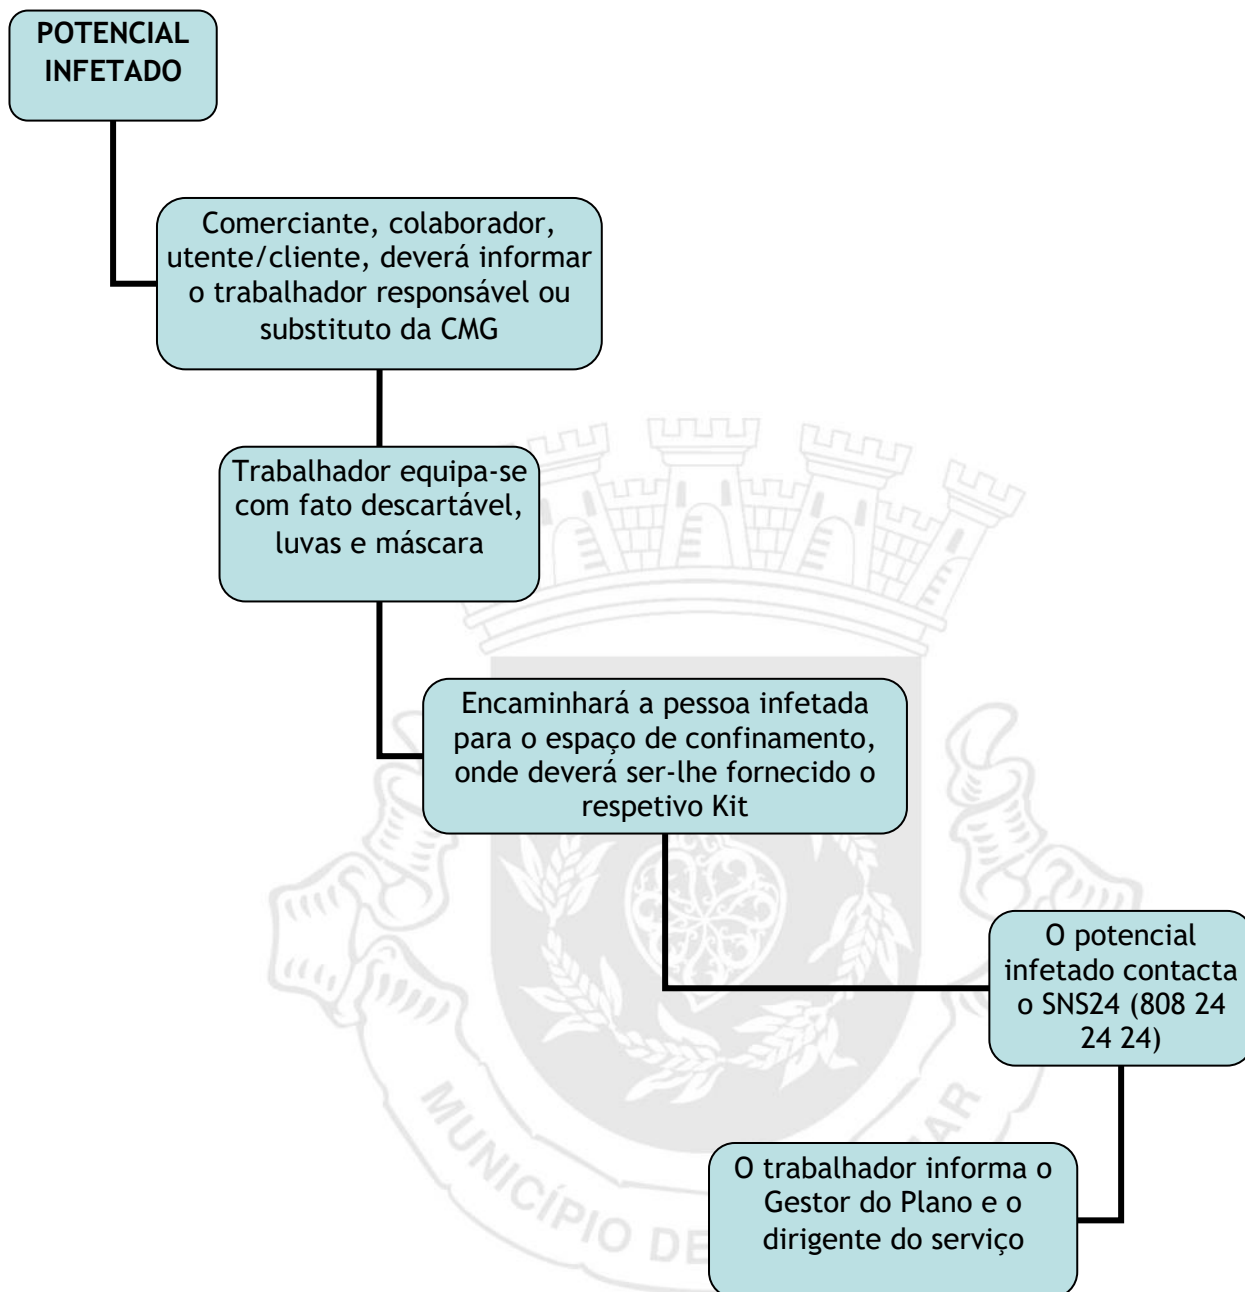 POTENCIAL
INFETADO
Comerciante, colaborador,
utente/cliente, deverá informar
o trabalhador responsável ou
substituto da CMG
Trabalhador equipa-se
com fato descartável,
luvas e máscara
Encaminhará a pessoa infetada
para o espaço de confinamento,
onde deverá ser-lhe fornecido o
respetivo Kit
O potencial
infetado contacta
o SNS24 (808 24
24 24)
O trabalhador informa o
Gestor do Plano e o
dirigente do serviço
MUNICÍPIO DE